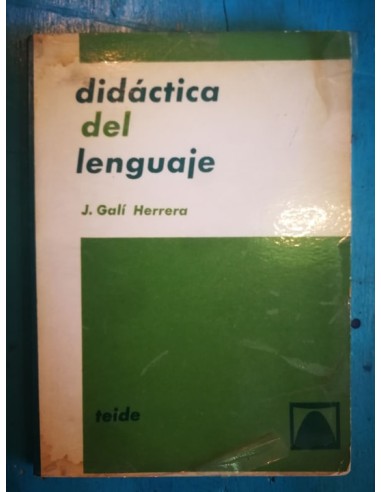 didáctica
del
lenguaje
J. Galí Herrera
teide